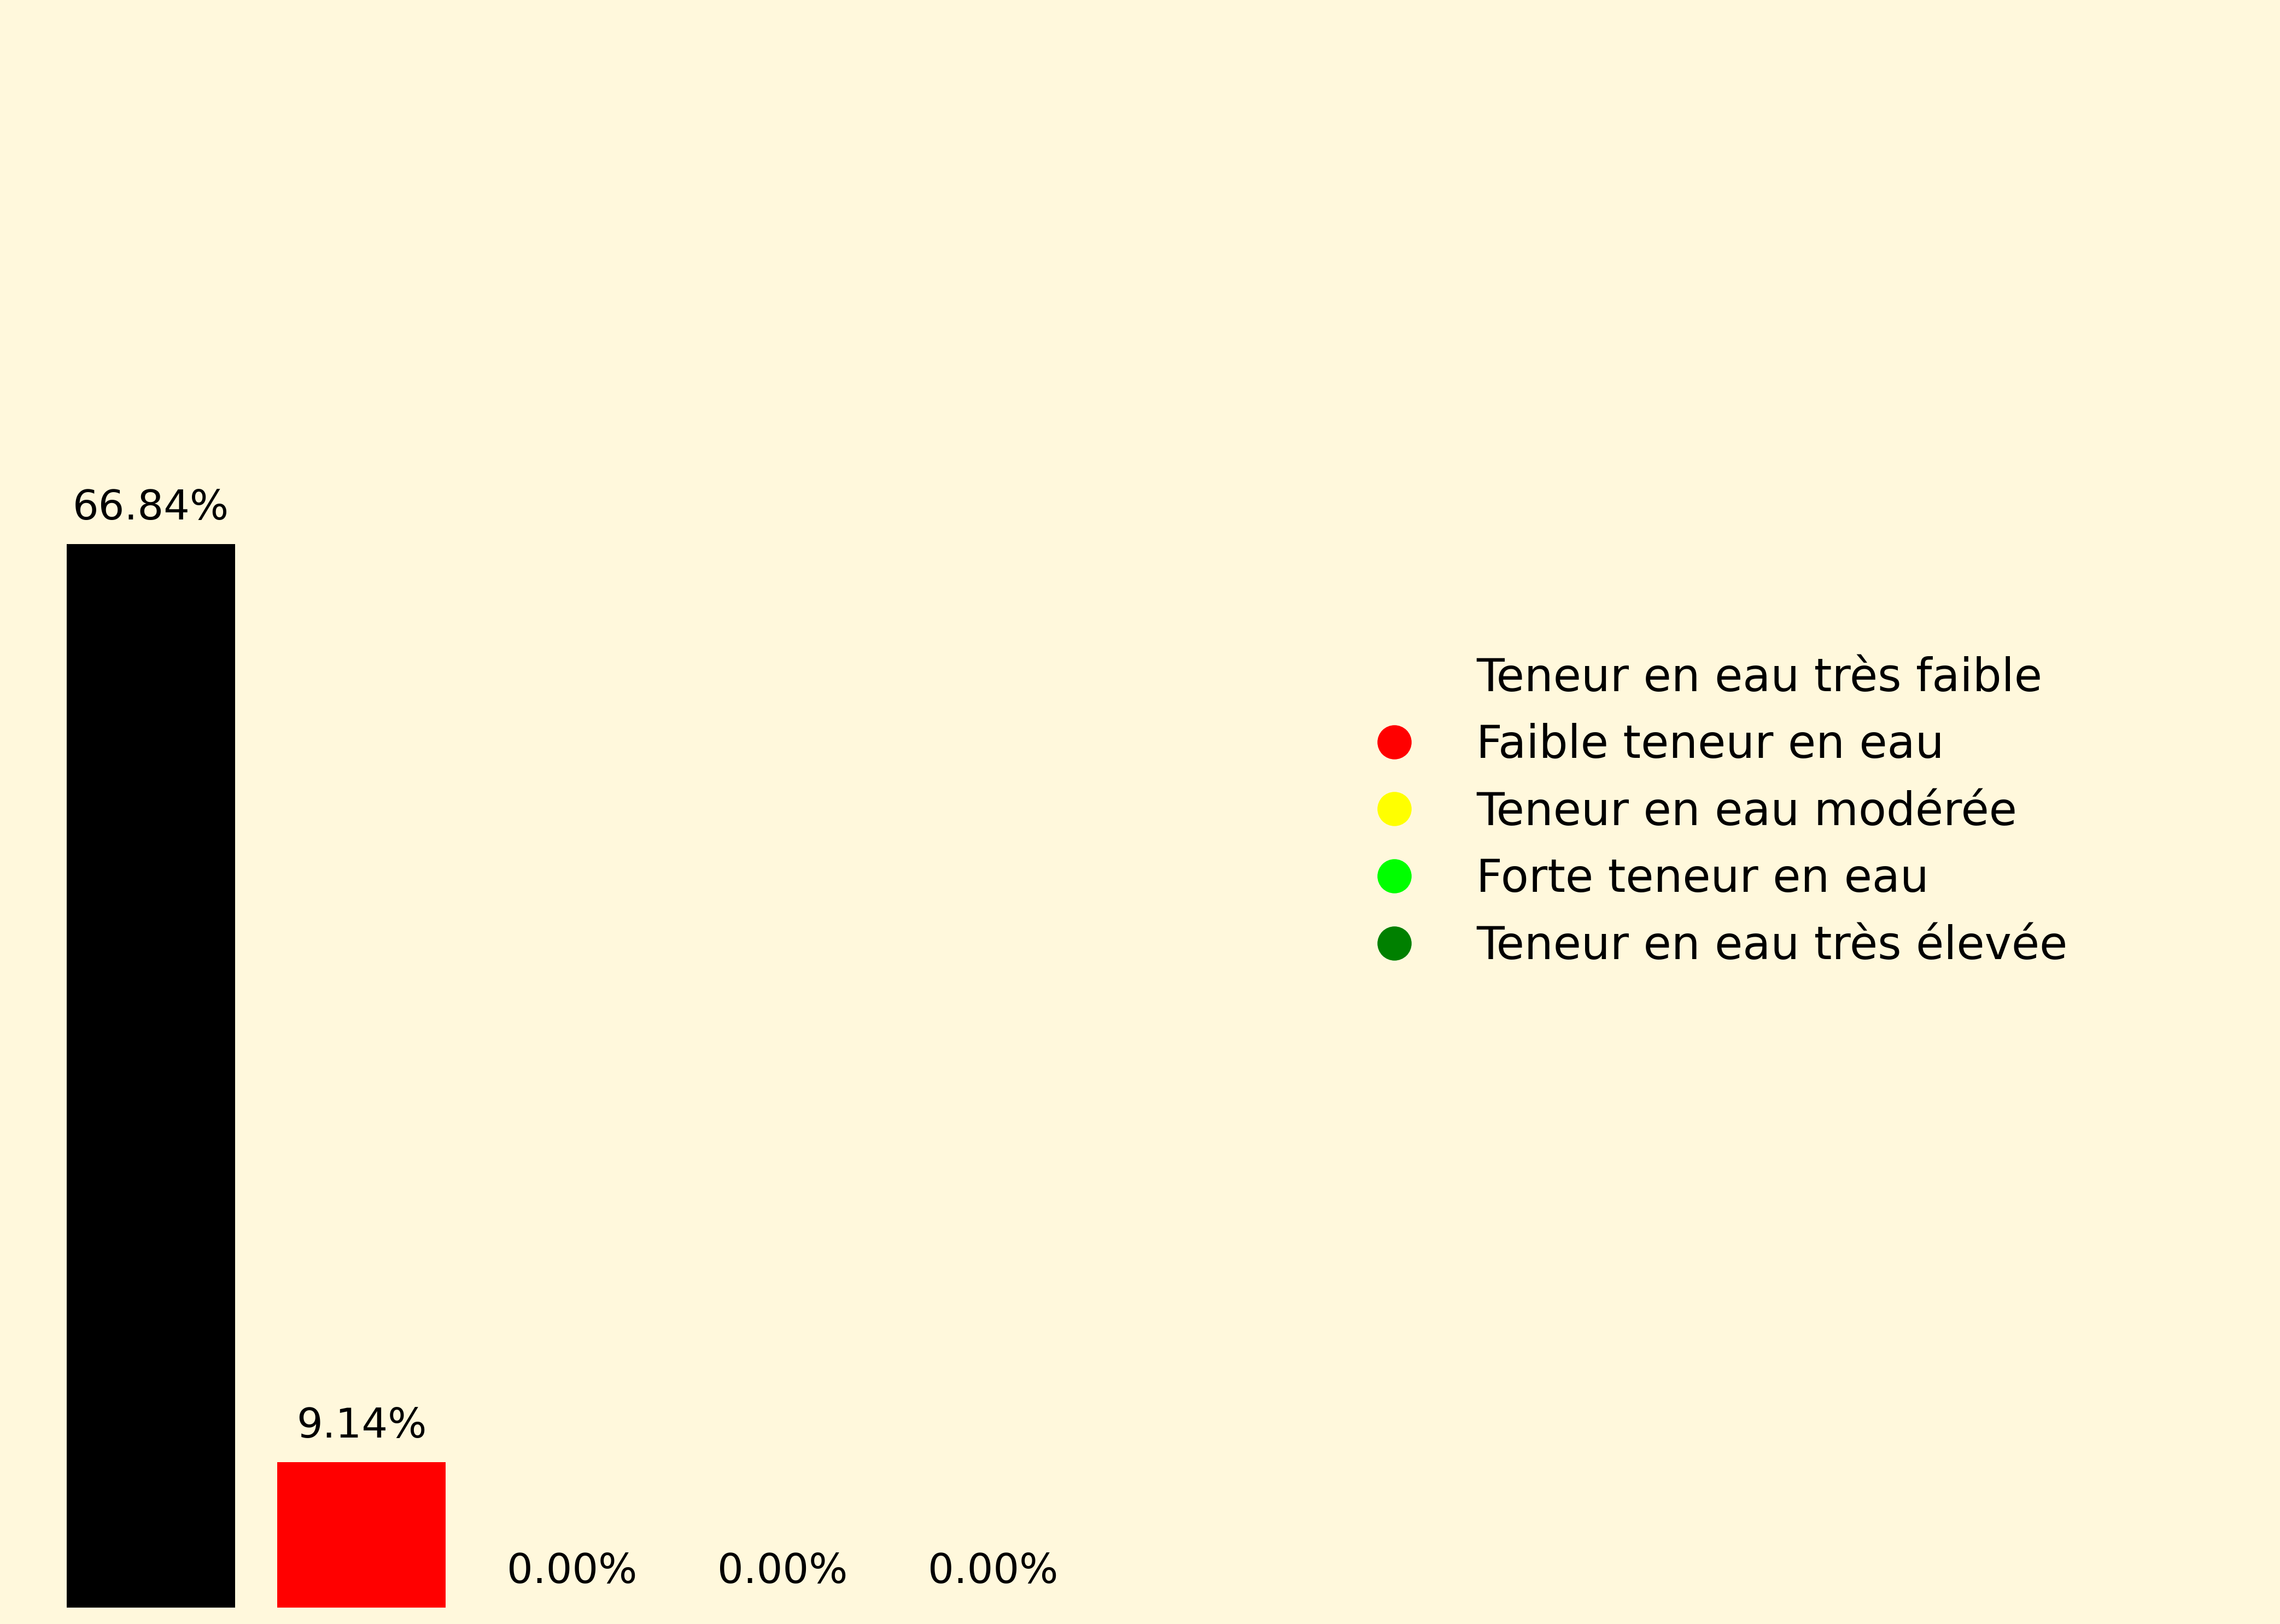 66.84%
9.14%
0.00%
0.00%
0.00%
Teneur en eau très faible
Faible teneur en eau
Teneur en eau modérée
Forte teneur en eau
Teneur en eau très élevée